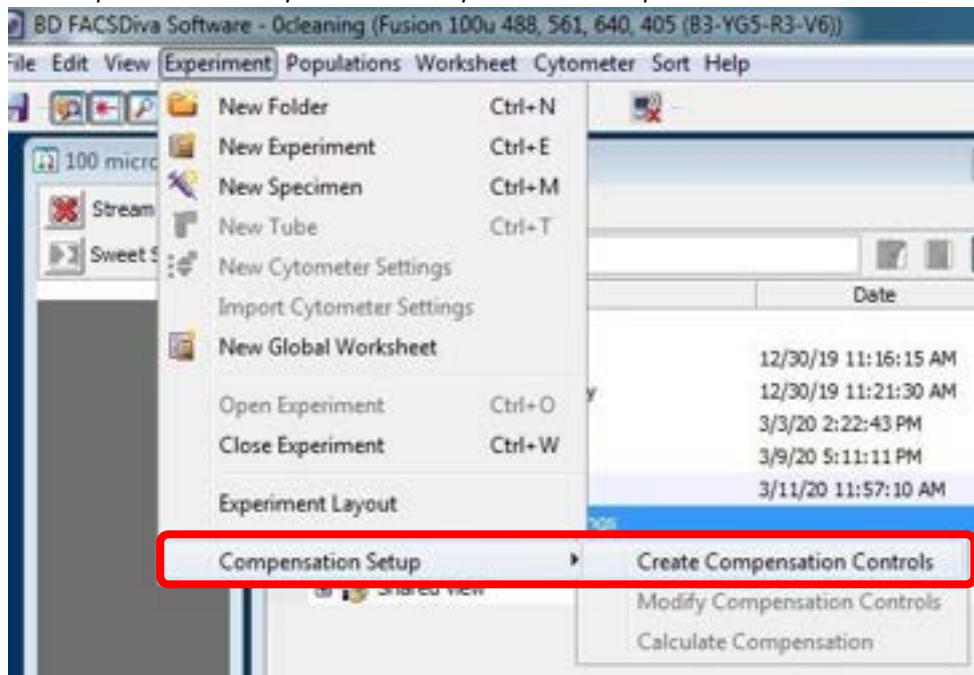 BD FACSDiva Software - 0cleaning (Fusion 100u 488, 561, 640, 405 (B3-YG5-R3-V6))
File Edit View Experiment Populations Worksheet Cytometer Sort Help
New Folder Ctrl+N
New Experiment Ctrl+E
100 micro
New Specimen Ctrl+M
Stream
New Tube Ctrl+T
Sweet S
New Cytometer Settings
Date
Import Cytometer Settings
New Global Worksheet
12/30/19 11:16:15 AM
y 12/30/19 11:21:30 AM
Open Experiment Ctrl+O
3/3/20 2:22:43 PM
Close Experiment Ctrl+W
3/9/20 5:11:11 PM
3/11/20 11:57:10 AM
Experiment Layout
Compensation Setup Create Compensation Controls
Shared View
Modify Compensation Controls
Calculate Compensation